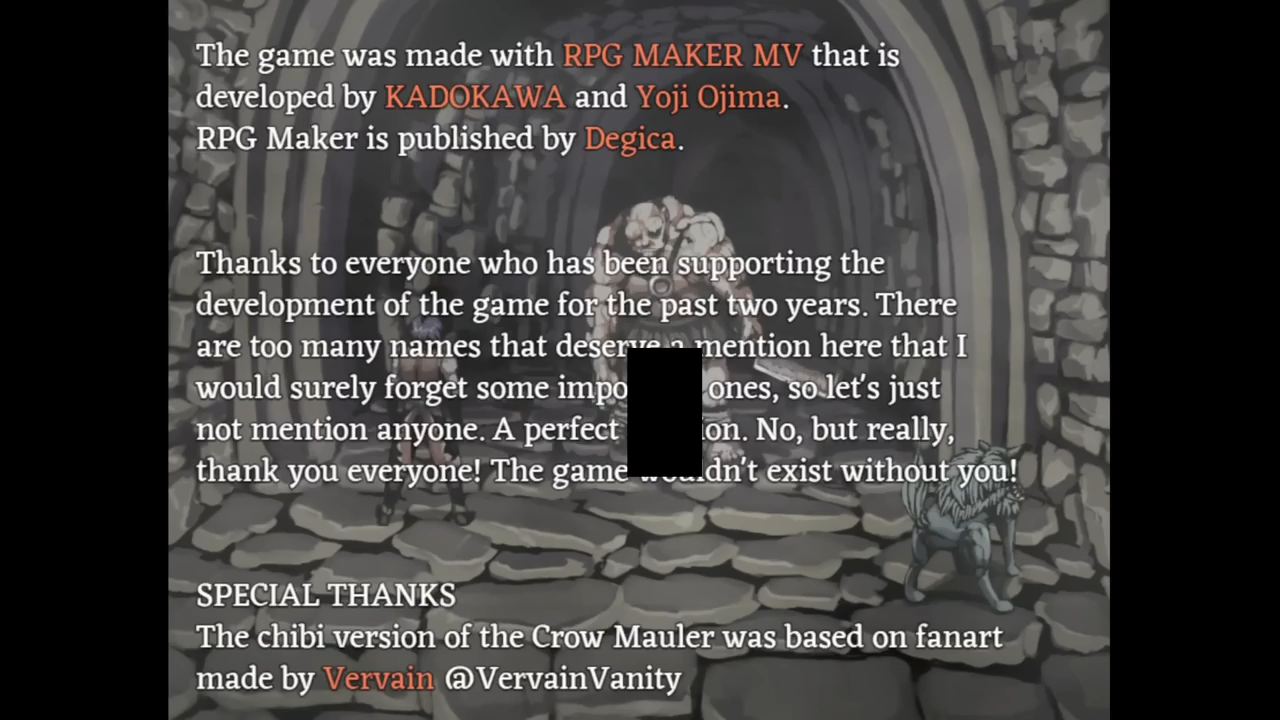 The game was made with RPG MAKER MV that is
developed by KADOKAWA and Yoji Ojima.
RPG Maker is published by Degica.
Thanks to everyone who has been supporting the
development of the game for the past two years. There
are too many names that deserve a mention here that I
would surely forget some ones, so let's just
not mention anyone. A perfect No, but really,
thank you everyone! The game wouldn't exist without you!
SPECIAL THANKS
The chibi version of the Crow Mauler was based on fanart
made by Vervain @VervainVanity